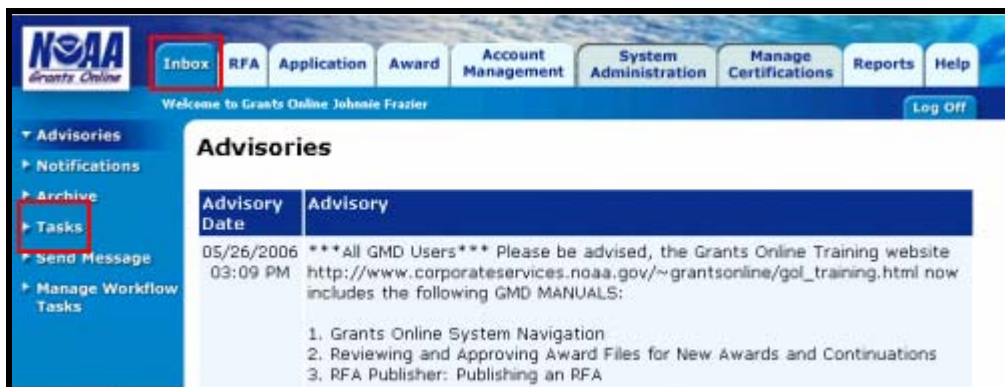 NOAA
Grants Online
Inbox
RFA
Application
Award
Account
Management
System
Administration
Manage
Certifications
Reports
Help
Welcome to Grants Online Johnnie Frazier
Log Off
Advisories
Notifications
Archive
Tasks
Send Message
Manage Workflow
Tasks
Advisories
Advisory
Date
Advisory
05/26/2006
03:09 PM
***All GMD Users*** Please be advised, the Grants Online Training website
http://www.corporateservices.noaa.gov/~grantsonline/gol_training.html now
includes the following GMD MANUALS:
1. Grants Online System Navigation
2. Reviewing and Approving Award Files for New Awards and Continuations
3. RFA Publisher: Publishing an RFA